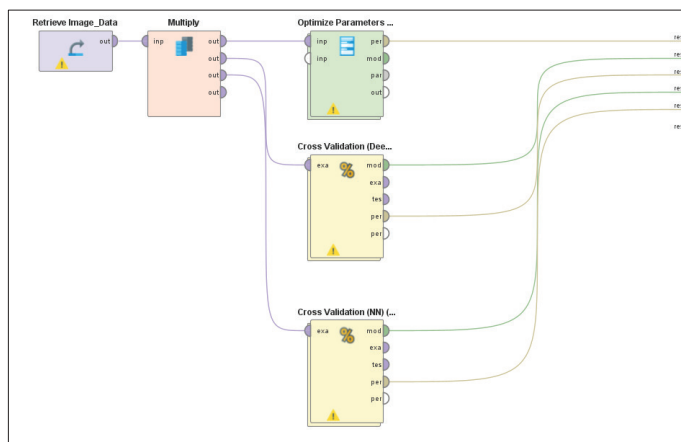 Retrieve Image_Data
out
Multiply
inp
out
out
out
out
Optimize Parameters ...
inp
inp
per
mod
par
out
Cross Validation (Dee...
exa
mod
exa
tes
per
per
Cross Validation (NN) (...
exa
mod
exa
tes
per
per
res
res
res
res
res
res